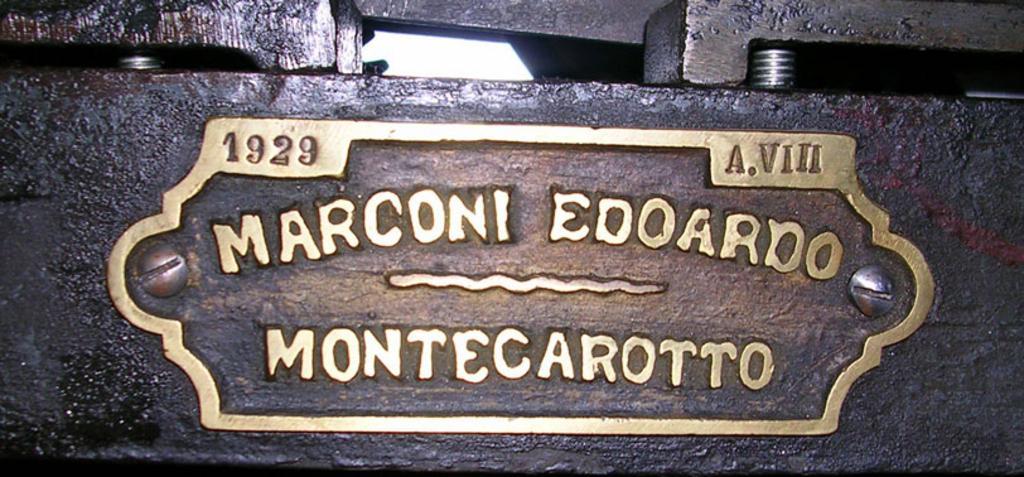 1929 A.VIII
MARCONI EDOARDO
MONTECAROTTO